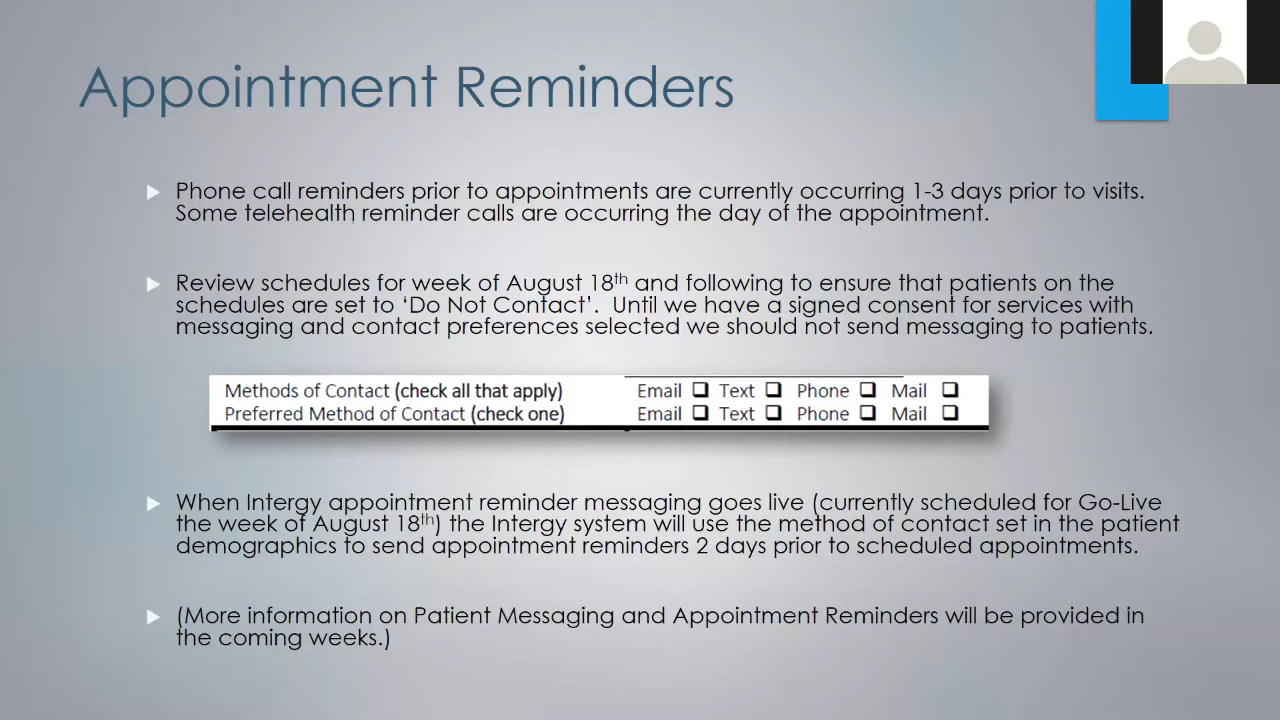 Appointment Reminders
Phone call reminders prior to appointments are currently occurring 1-3 days prior to visits.
Some telehealth reminder calls are occurring the day of the appointment.
Review schedules for week of August 18th and following to ensure that patients on the
schedules are set to ‘Do Not Contact’.  Until we have a signed consent for services with
messaging and contact preferences selected we should not send messaging to patients.
Methods of Contact (check all that apply) Email ❑ Text ❑ Phone ❑ Mail ❑
Preferred Method of Contact (check one) Email ❑ Text ❑ Phone ❑ Mail ❑
When Intergy appointment reminder messaging goes live (currently scheduled for Go-Live
the week of August 18th) the Intergy system will use the method of contact set in the patient
demographics to send appointment reminders 2 days prior to scheduled appointments.
(More information on Patient Messaging and Appointment Reminders will be provided in
the coming weeks.)